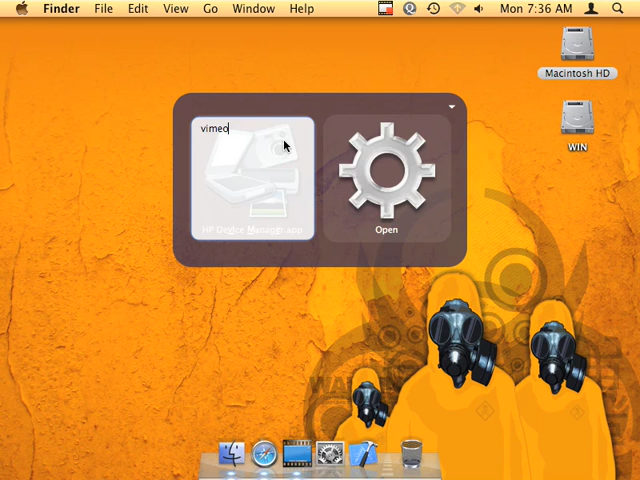 Finder File Edit View Go Window Help Mon 7:36 AM
Macintosh HD
vimeo
WIN
HP Device Manager.app
Open